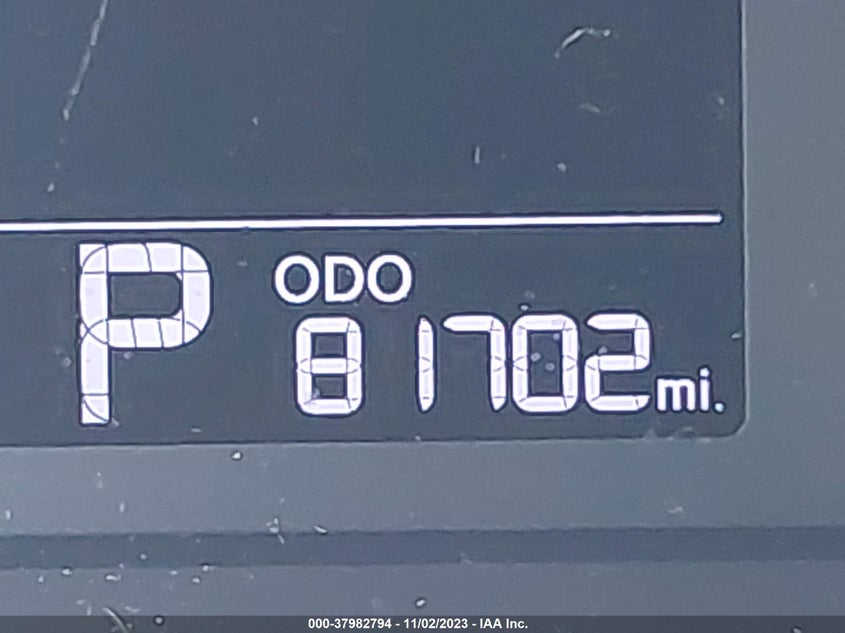 P ODO
81702 mi.
000-37982794 - 11/02/2023 - IAA Inc.